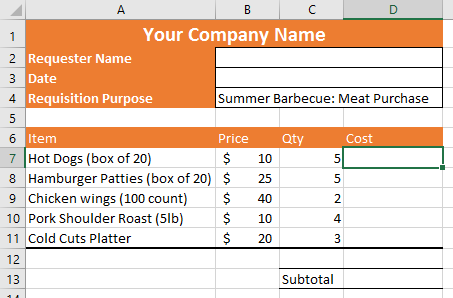 A B C D
1 Your Company Name
2 Requester Name
3 Date
4 Requisition Purpose Summer Barbecue: Meat Purchase
5
6 Item Price Qty Cost
7 Hot Dogs (box of 20) $ 10 5
8 Hamburger Patties (box of 20) $ 25 5
9 Chicken wings (100 count) $ 40 2
10 Pork Shoulder Roast (5lb) $ 10 4
11 Cold Cuts Platter $ 20 3
12
13 Subtotal